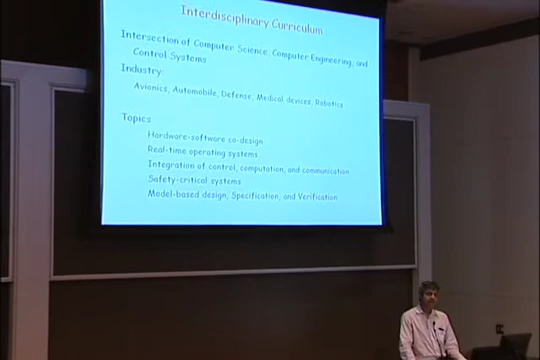 Interdisciplinary Curriculum
Intersection of Computer Science, Computer Engineering, and
Control Systems
Industry:
Avionics, Automobile, Defense, Medical devices, Robotics
Topics
Hardware-software co-design
Real-time operating systems
Integration of control, computation, and communication
Safety-critical systems
Model-based design, Specification, and Verification